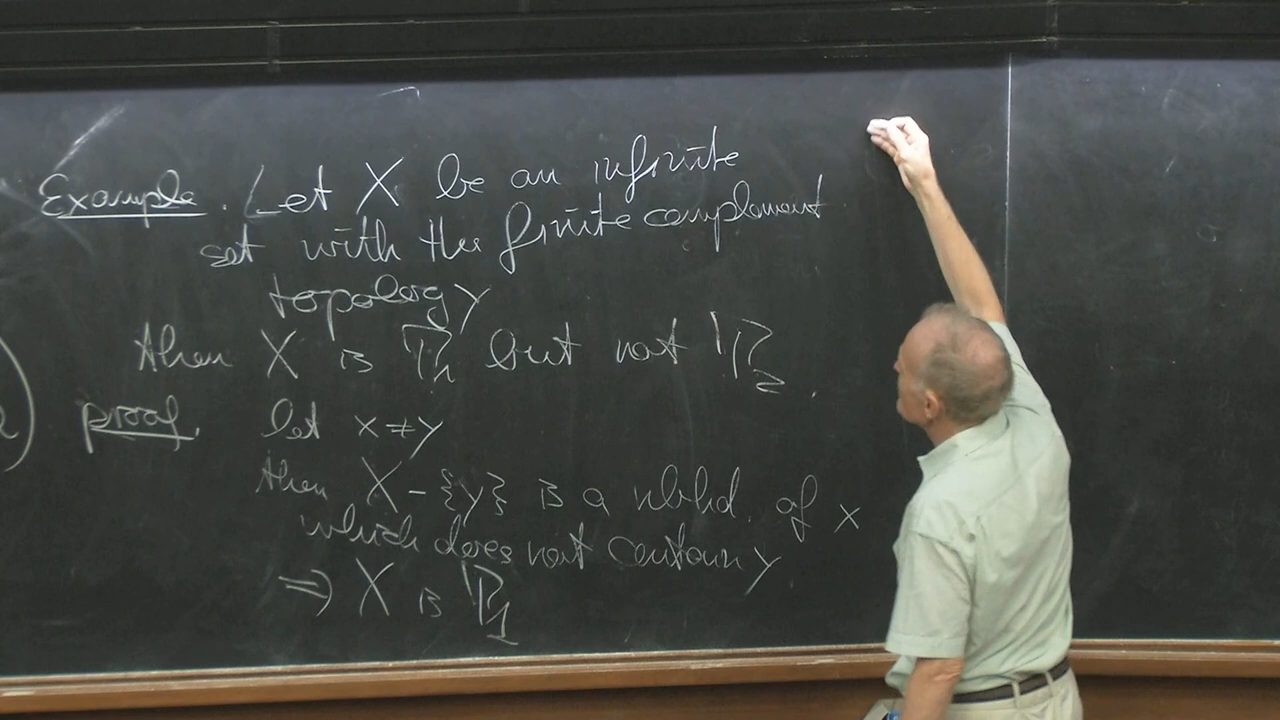 Example. Let X be an infinite
set with the finite complement
topology
then X is T1 but not T2.
proof. let x≠y
then X-{y} is a nbhd. of x
which does not contain y
⇒ X is T1